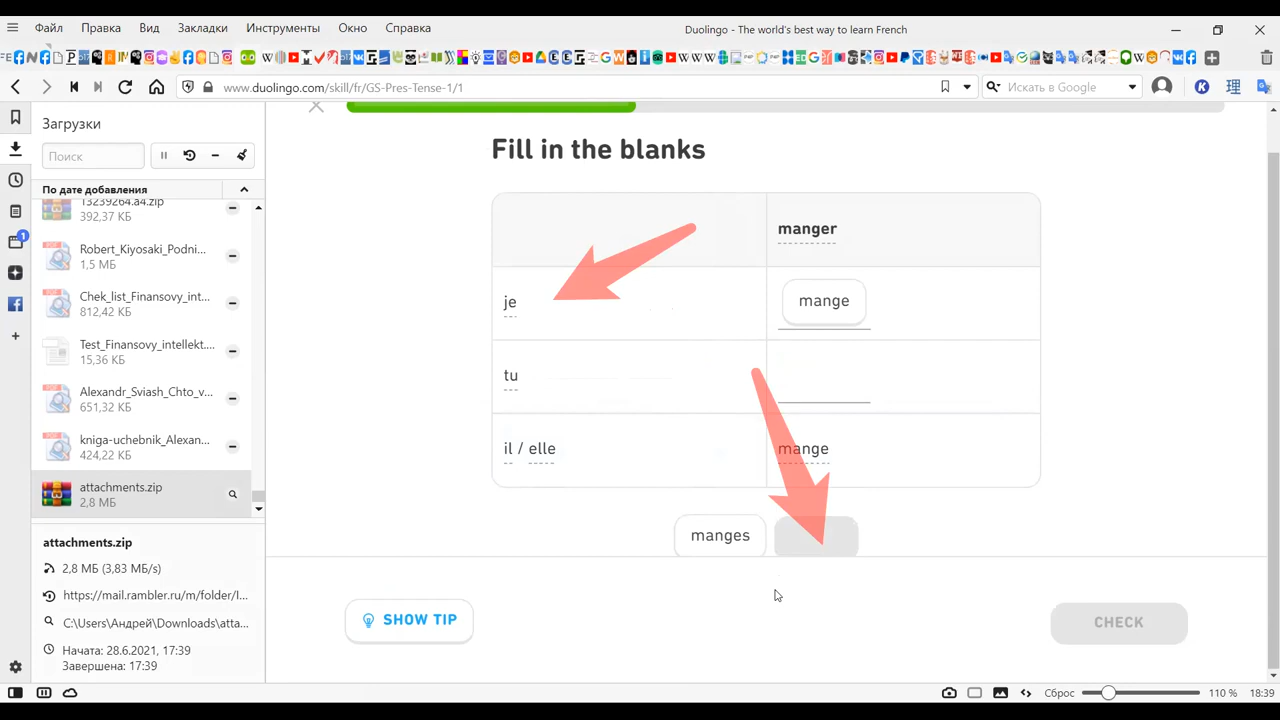 Файл Правка Вид Закладки Инструменты Окно Справка Duolingo - The world's best way to learn French
www.duolingo.com/skill/fr/GS-Pres-Tense-1/1 Искать в Google
Загрузки
Поиск
По дате добавления
13239264.a4.zip
392,37 КБ
Robert_Kiyosaki_Podni...
1,5 МБ
Chek_list_Finansovy_int...
812,42 КБ
Test_Finansovy_intellekt....
15,36 КБ
Alexandr_Sviash_Chto_v...
651,32 КБ
kniga-uchebnik_Alexan...
424,22 КБ
attachments.zip
2,8 МБ
attachments.zip
2,8 МБ (3,83 МБ/s)
https://mail.rambler.ru/m/folder/I...
C:\Users\Андрей\Downloads\atta...
Начата: 28.6.2021, 17:39
Завершена: 17:39
Fill in the blanks
manger
je mange
tu
il / elle mange
manges
SHOW TIP CHECK
Сброс 110 % 18:39